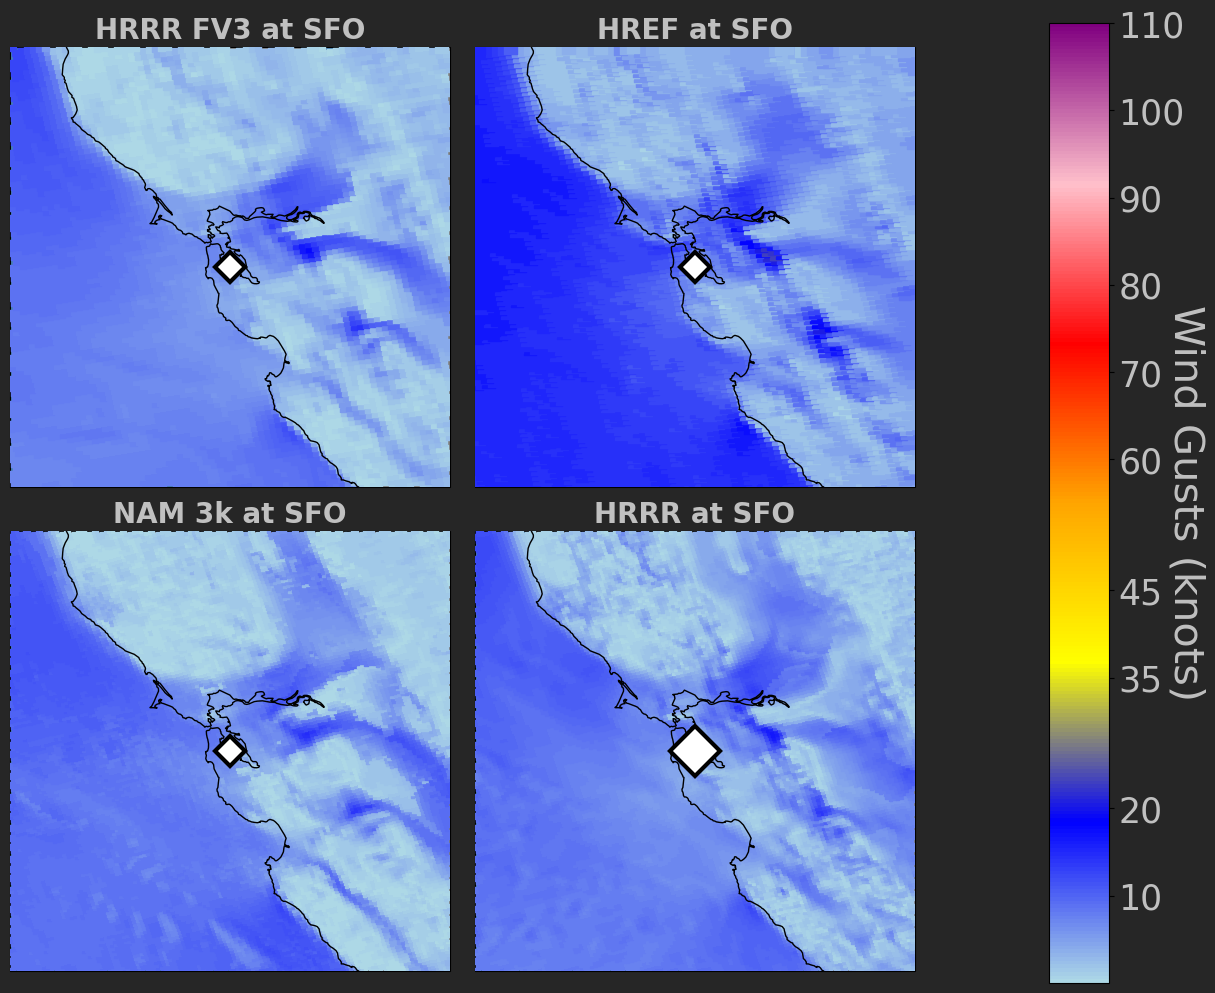 HRRR FV3 at SFO
HREF at SFO
NAM 3k at SFO
HRRR at SFO
110
100
90
80
70
60
45
35
20
10
Wind Gusts (knots)